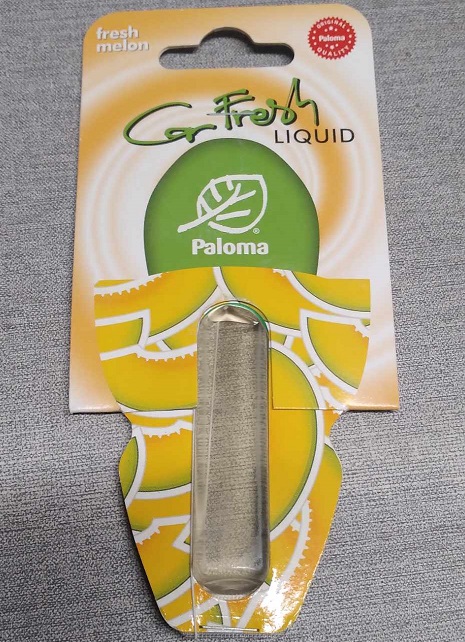 fresh
melon
ORIGINAL
Paloma
QUALITY
Car Fresh
LIQUID
Paloma®